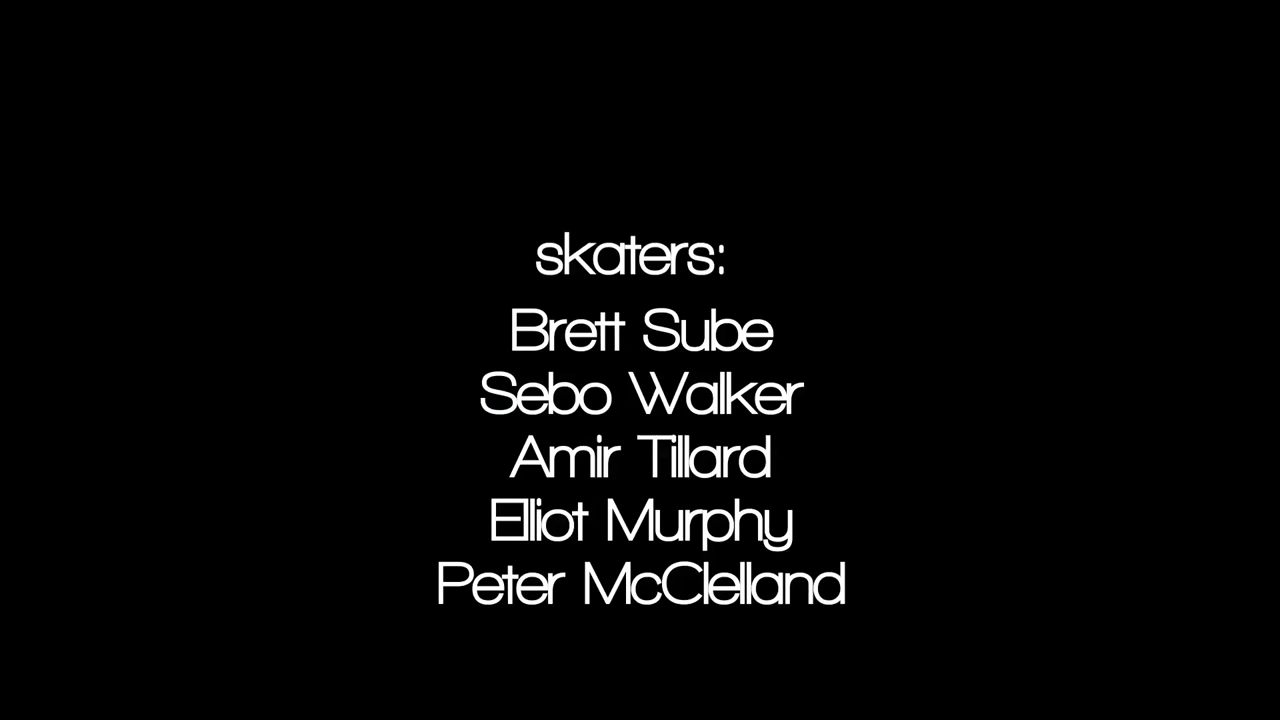 skaters:
Brett Sube
Sebo Walker
Amir Tillard
Elliot Murphy
Peter McClelland